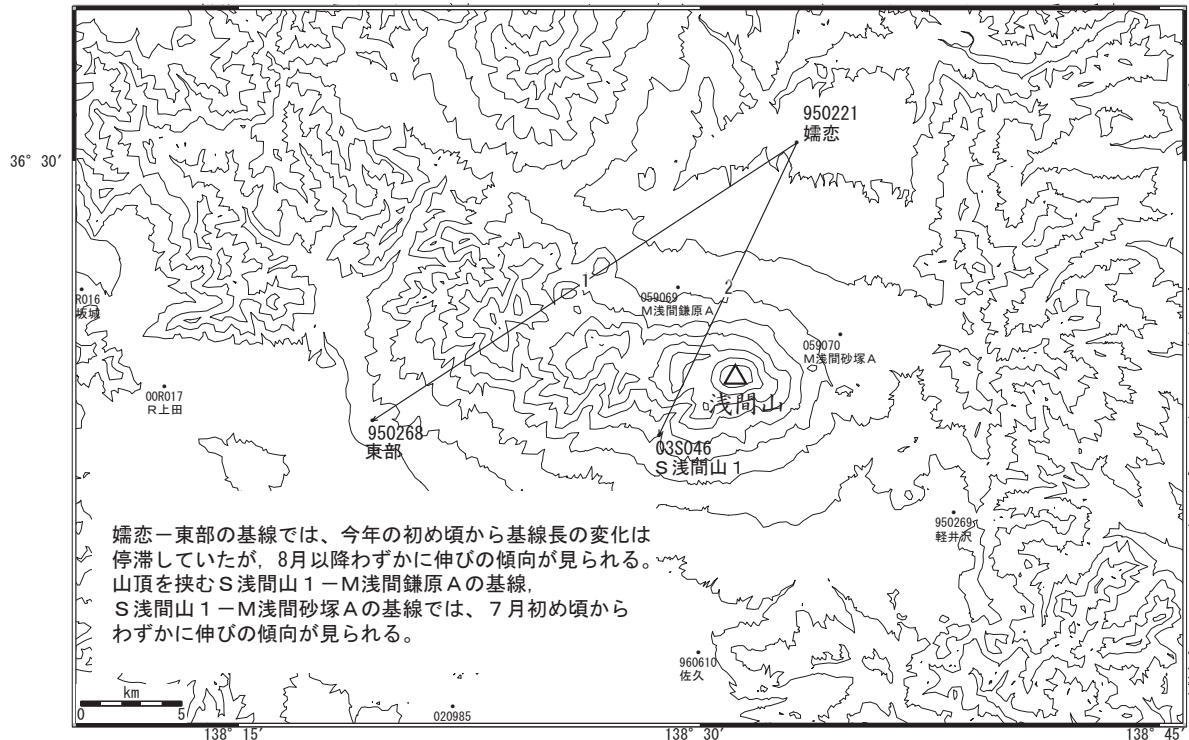 950221
嬬恋
36° 30′
1
2
R016
坂城
059069
M浅間鎌原A
059070
M浅間砂塚A
00R017
R上田
浅間山
950268
東部
03S046
S浅間山1
950269
軽井沢
嬬恋－東部の基線では、今年の初め頃から基線長の変化は
停滞していたが，8月以降わずかに伸びの傾向が見られる。
山頂を挟むS浅間山1－M浅間鎌原Aの基線，
S浅間山1－M浅間砂塚Aの基線では、7月初め頃から
わずかに伸びの傾向が見られる。
960610
佐久
km
0 5
020985
138° 15′ 138° 30′ 138° 45′